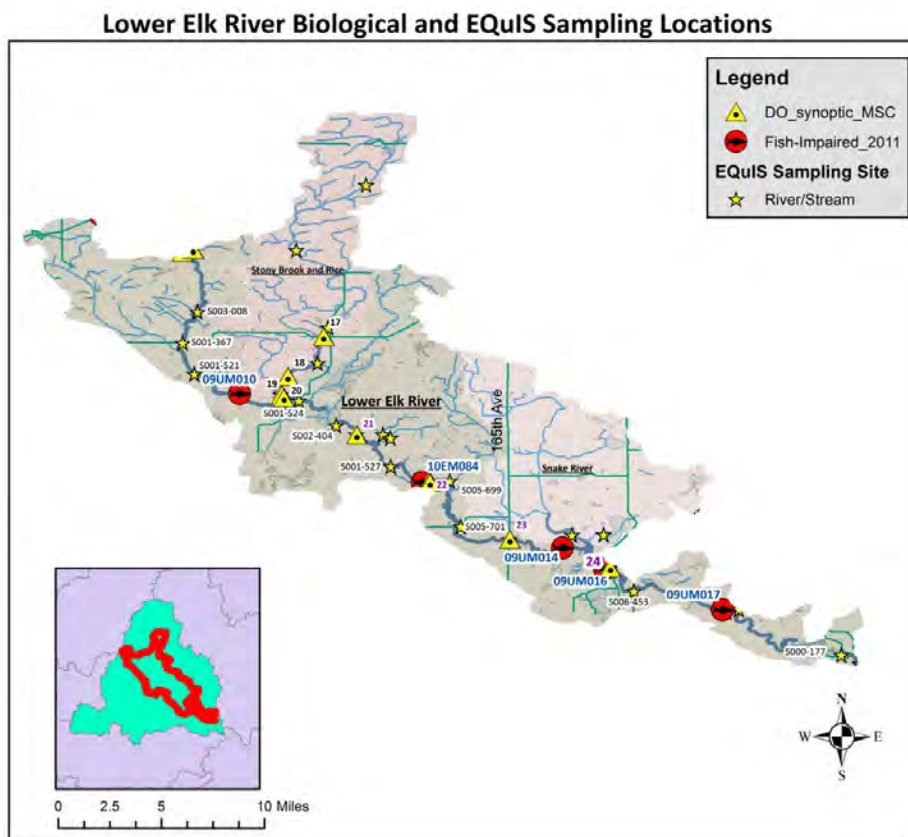 Lower Elk River Biological and EQuIS Sampling Locations
Legend
DO_synoptic_MSC
Fish-Impaired_2011
EQuIS Sampling Site
River/Stream
Stony Brook and Rice
S003-008
17
S001-367
18
S001-521
09UM010
19
20
S001-524
Lower Elk River
165th Ave
S002-404
21
S001-527
10EM084
22
S005-699
Snake River
S005-701
23
09UM014
24
09UM016
S006-453
09UM017
S000-177
N
W E
S
0 2.5 5 10 Miles